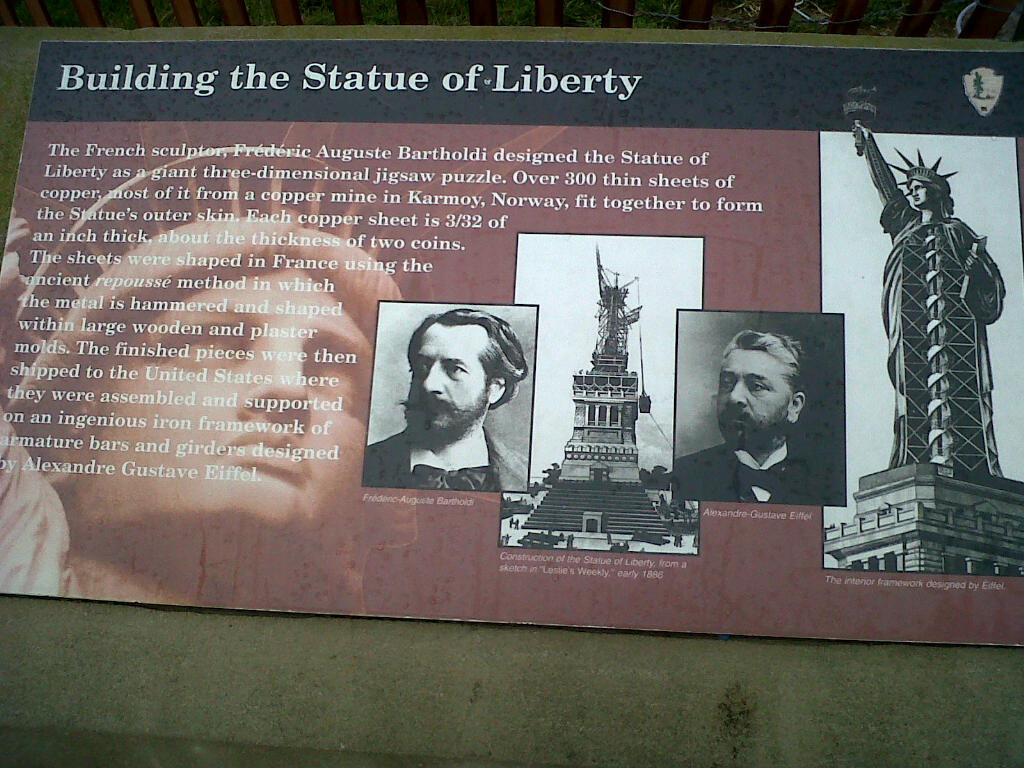 Building the Statue of Liberty
The French sculptor, Frédéric Auguste Bartholdi designed the Statue of
Liberty as a giant three-dimensional jigsaw puzzle. Over 300 thin sheets of
copper, most of it from a copper mine in Karmoy, Norway, fit together to form
the Statue's outer skin. Each copper sheet is 3/32 of
an inch thick, about the thickness of two coins.
The sheets were shaped in France using the
ancient repoussé method in which
the metal is hammered and shaped
within large wooden and plaster
molds. The finished pieces were then
shipped to the United States where
they were assembled and supported
on an ingenious iron framework of
armature bars and girders designed
by Alexandre Gustave Eiffel.
Frédéric-Auguste Bartholdi
Construction of the Statue of Liberty, from a
sketch in "Leslie's Weekly," early 1886
Alexandre-Gustave Eiffel
The interior framework designed by Eiffel.